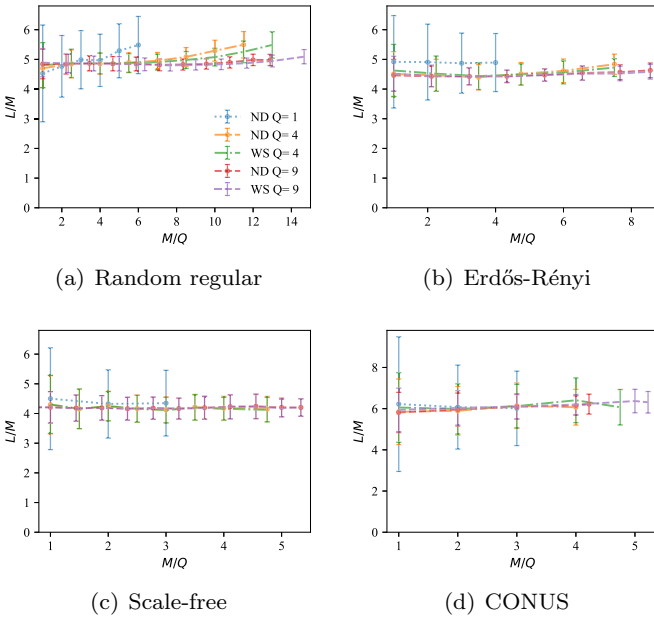 6
5
4
3
2
1
0
L/M
2
4
6
8
10
12
14
M/Q
ND Q= 1
ND Q= 4
WS Q= 4
ND Q= 9
WS Q= 9
(a) Random regular
6
5
4
3
2
1
0
L/M
2
4
6
8
M/Q
(b) Erdős-Rényi
6
5
4
3
2
1
0
L/M
1
2
3
4
5
M/Q
(c) Scale-free
8
6
4
2
0
L/M
1
2
3
4
5
M/Q
(d) CONUS